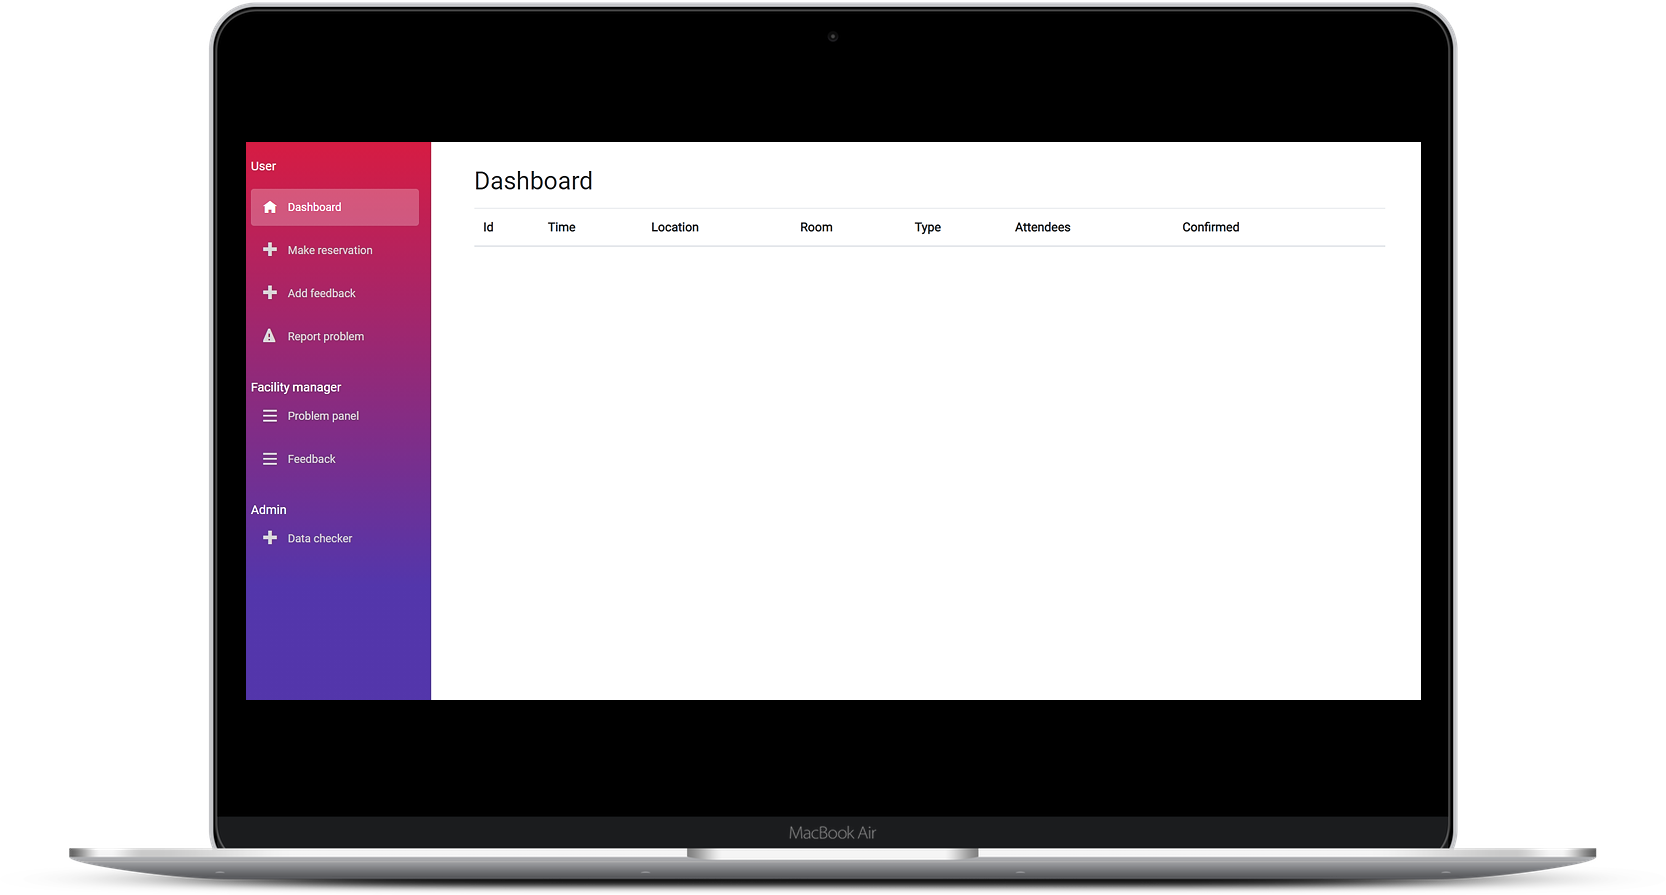 User
Dashboard
Make reservation
Add feedback
Report problem
Facility manager
Problem panel
Feedback
Admin
Data checker
Dashboard
Id Time Location Room Type Attendees Confirmed
MacBook Air